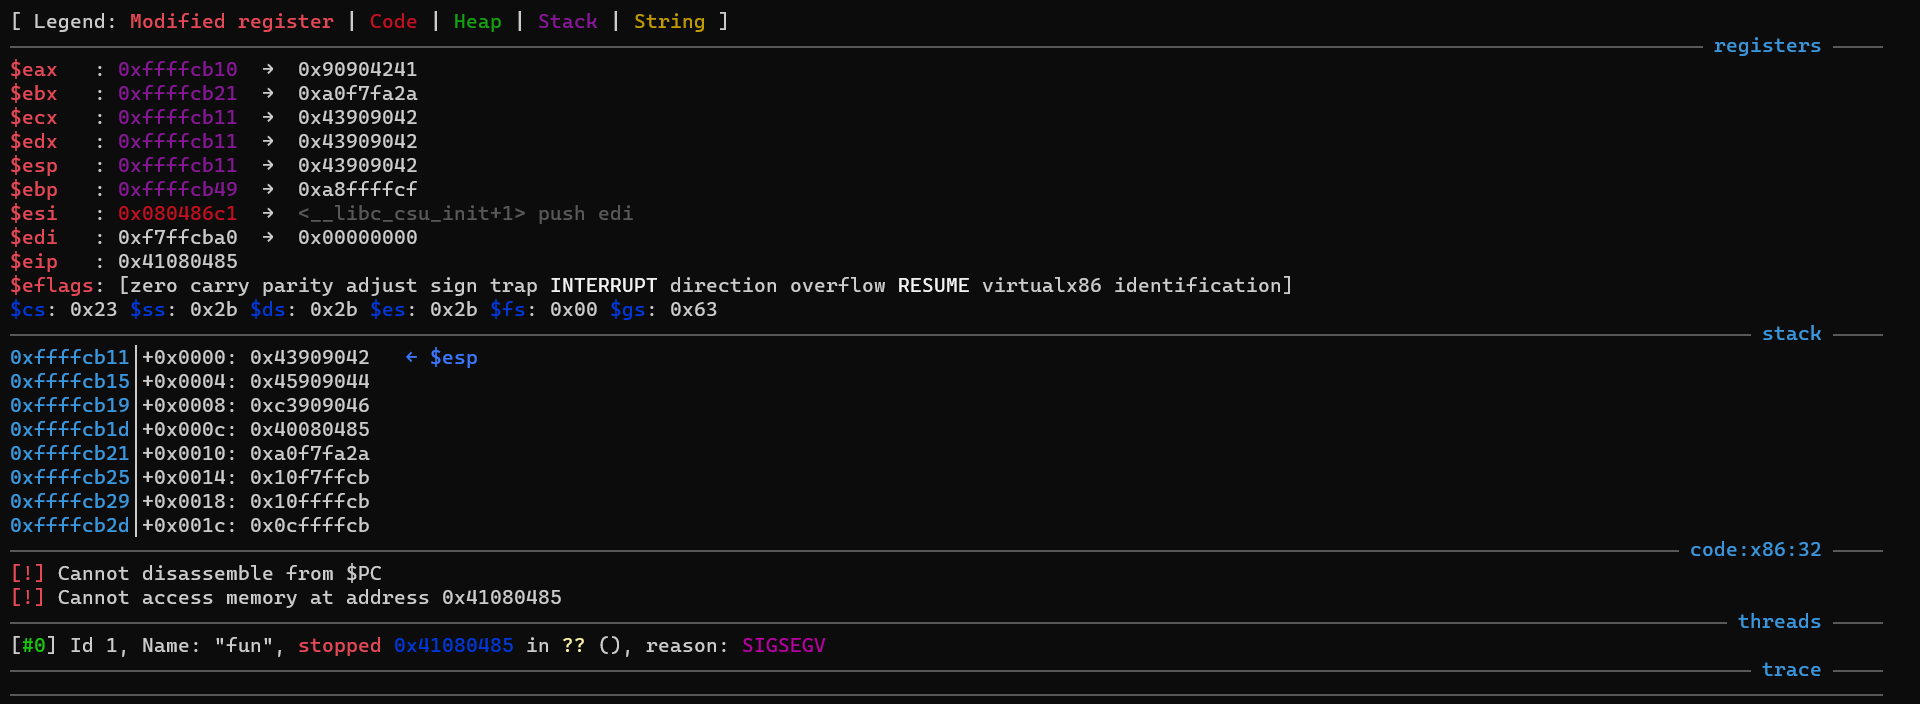 [ Legend: Modified register | Code | Heap | Stack | String ]
registers
$eax   : 0xffffcb10  →  0x90904241
$ebx   : 0xffffcb21  →  0xa0f7fa2a
$ecx   : 0xffffcb11  →  0x43909042
$edx   : 0xffffcb11  →  0x43909042
$esp   : 0xffffcb11  →  0x43909042
$ebp   : 0xffffcb49  →  0xa8ffffcf
$esi   : 0x080486c1  →  <__libc_csu_init+1> push edi
$edi   : 0xf7ffcba0  →  0x00000000
$eip   : 0x41080485
$eflags: [zero carry parity adjust sign trap INTERRUPT direction overflow RESUME virtualx86 identification]
$cs: 0x23 $ss: 0x2b $ds: 0x2b $es: 0x2b $fs: 0x00 $gs: 0x63
stack
0xffffcb11│+0x0000: 0x43909042   ← $esp
0xffffcb15│+0x0004: 0x45909044
0xffffcb19│+0x0008: 0xc3909046
0xffffcb1d│+0x000c: 0x40080485
0xffffcb21│+0x0010: 0xa0f7fa2a
0xffffcb25│+0x0014: 0x10f7ffcb
0xffffcb29│+0x0018: 0x10ffffcb
0xffffcb2d│+0x001c: 0x0cffffcb
code:x86:32
[!] Cannot disassemble from $PC
[!] Cannot access memory at address 0x41080485
threads
[#0] Id 1, Name: "fun", stopped 0x41080485 in ?? (), reason: SIGSEGV
trace